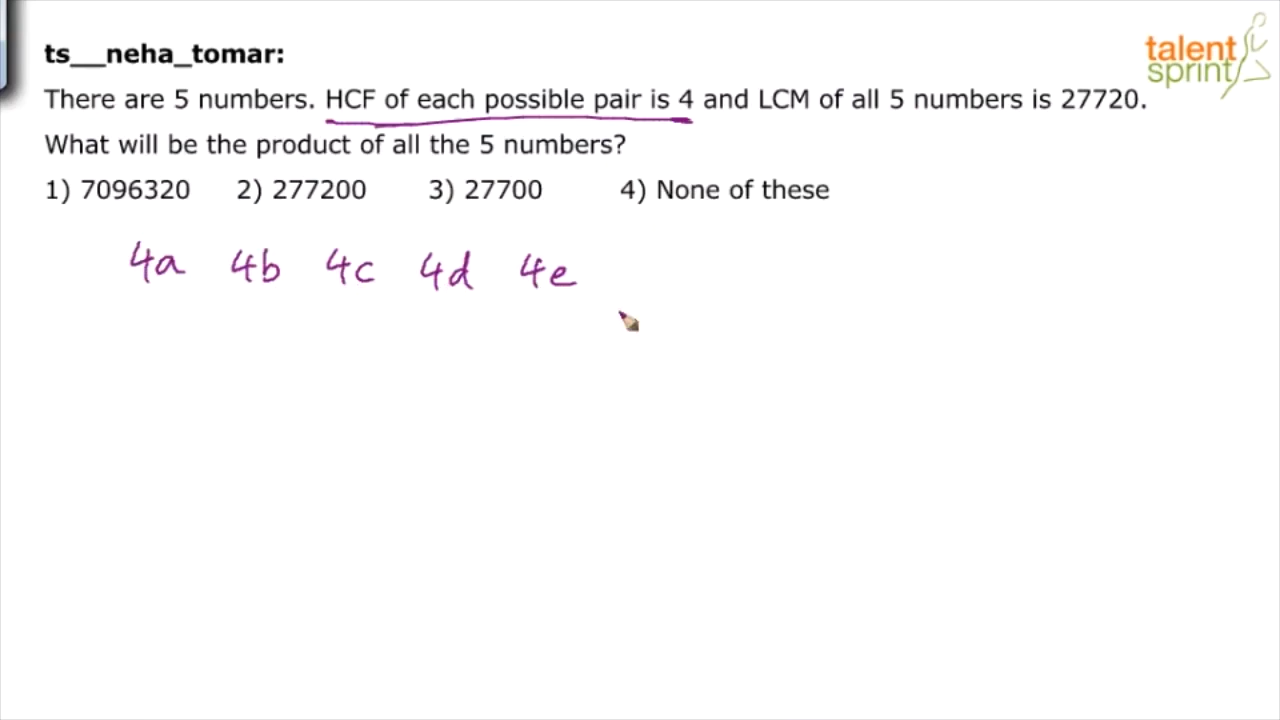 talent
sprint
ts__neha_tomar:
There are 5 numbers. HCF of each possible pair is 4 and LCM of all 5 numbers is 27720.
What will be the product of all the 5 numbers?
1) 7096320 2) 277200 3) 27700 4) None of these
4a 4b 4c 4d 4e